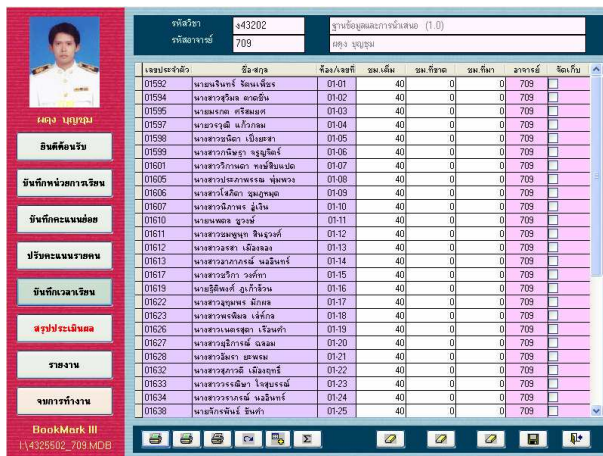 รหัสวิชา ง43202 ฐานข้อมูลและการนำเสนอ (1.0)
รหัสอาจารย์ 709 ผดุง บุญชุม
เลขประจำตัว ชื่อ-สกุล ห้อง/เลขที่ ชม.เต็ม ชม.ที่ขาด ชม.ที่มา อาจารย์ จัดเก็บ
01592 นายนรินทร์ รัตนเพ็ชร 01-01 40 0 0 709
01594 นางสาวสุวิมล ตาดชื่น 01-02 40 0 0 709
01595 นายมรกต ศรีสมยศ 01-03 40 0 0 709
01597 นายวรวุฒิ แก้วกลม 01-04 40 0 0 709
01598 นางสาวชนิดา เปี้ยะสา 01-05 40 0 0 709
01599 นางสาวกนิษฐา จรูญจิตร์ 01-06 40 0 0 709
01601 นางสาววิกานดา หงษ์สิบแปด 01-07 40 0 0 709
01605 นางสาวประภาพรรณ พุ่มพวง 01-08 40 0 0 709
01606 นางสาวโสภิตา 01-09 40 0 0 709
01607 นางสาวนิภาพร อู่เงิน 01-10 40 0 0 709
01610 นายนพดล ชูวงษ์ 01-11 40 0 0 709
01611 นางสาวชมพูนุท สินธุวงศ์ 01-12 40 0 0 709
01612 นางสาวอรสา เมืองลอง 01-13 40 0 0 709
01613 นางสาวอาภาภรณ์ นลอินทร์ 01-14 40 0 0 709
01617 นางสาวชวิกา วงค์ทา 01-15 40 0 0 709
01619 นายฐิติพงศ์ ภูเก้าล้วน 01-16 40 0 0 709
01622 นางสาวอุทุมพร มักผล 01-17 40 0 0 709
01623 นางสาวพรพิมล เล่ห์กล 01-18 40 0 0 709
01626 นางสาวเนตรสุดา เรือนคำ 01-19 40 0 0 709
01627 นางสาวยุธิการณ์ ฉลอม 01-20 40 0 0 709
01628 นางสาวอัมรา ยะพรม 01-21 40 0 0 709
01632 นางสาวสุภาวดี เมืองฤทธิ์ 01-22 40 0 0 709
01633 นางสาววรรณิษา ใจสุบรรณ์ 01-23 40 0 0 709
01634 นางสาววราภรณ์ นลอินทร์ 01-24 40 0 0 709
01638 นายจักรพันธ์ ขันคำ 01-25 40 0 0 709
ผดุง บุญชุม
ยินดีต้อนรับ
บันทึกหน่วยการเรียน
บันทึกคะแนนย่อย
ปรับคะแนนรายคน
บันทึกเวลาเรียน
สรุปประเมินผล
รายงาน
จบการทำงาน
BookMark III
I:\4325502_709.MDB
Σ